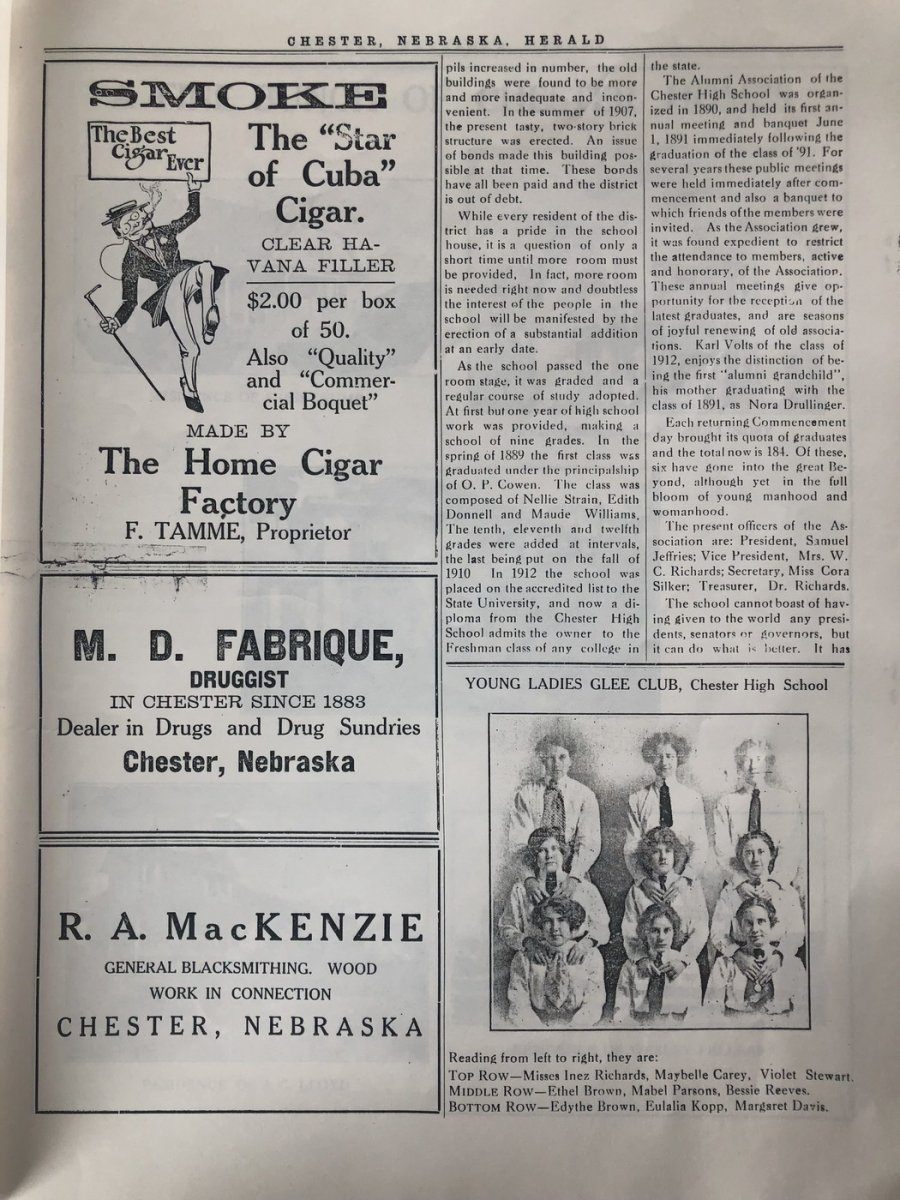 CHESTER, NEBRASKA, HERALD
SMOKE
The Best
Cigar
Ever
The "Star
of Cuba"
Cigar.
CLEAR HA-
VANA FILLER
$2.00 per box
of 50.
Also "Quality"
and "Commer-
cial Boquet"
MADE BY
The Home Cigar
Factory
F. TAMME, Proprietor
M. D. FABRIQUE,
DRUGGIST
IN CHESTER SINCE 1883
Dealer in Drugs and Drug Sundries
Chester, Nebraska
R. A. MacKENZIE
GENERAL BLACKSMITHING. WOOD
WORK IN CONNECTION
CHESTER, NEBRASKA
pils increased in number, the old
buildings were found to be more
and more inadequate and incon-
venient. In the summer of 1907,
the present tasty, two-story brick
structure was erected. An issue
of bonds made this building pos-
sible at that time. These bonds
have all been paid and the district
is out of debt.
While every resident of the dis-
trict has a pride in the school
house, it is a question of only a
short time until more room must
be provided, In fact, more room
is needed right now and doubtless
the interest of the people in the
school will be manifested by the
erection of a substantial addition
at an early date.
As the school passed the one
room stage, it was graded and a
regular course of study adopted.
At first but one year of high school
work was provided, making a
school of nine grades. In the
spring of 1889 the first class was
graduated under the principalship
of O. P. Cowen. The class was
composed of Nellie Strain, Edith
Donnell and Maude Williams,
The tenth, eleventh and twelfth
grades were added at intervals,
the last being put on the fall of
1910 In 1912 the school was
placed on the accredited list to the
State University, and now a di-
ploma from the Chester High
School admits the owner to the
Freshman class of any college in
the state.
The Alumni Association of the
Chester High School was organ-
ized in 1890, and held its first an-
nual meeting and banquet June
1, 1891 immediately following the
graduation of the class of '91. For
several years these public meetings
were held immediately after com-
mencement and also a banquet to
which friends of the members were
invited. As the Association grew,
it was found expedient to restrict
the attendance to members, active
and honorary, of the Association.
These annual meetings give op-
portunity for the reception of the
latest graduates, and are seasons
of joyful renewing of old associa-
tions. Karl Volts of the class of
1912, enjoys the distinction of be-
ing the first "alumni grandchild",
his mother graduating with the
class of 1891, as Nora Drullinger.
Each returning Commencement
day brought its quota of graduates
and the total now is 184. Of these,
six have gone into the great Be-
yond, although yet in the full
bloom of young manhood and
womanhood.
The present officers of the As-
sociation are: President, Samuel
Jeffries; Vice President, Mrs. W.
C. Richards; Secretary, Miss Cora
Silker; Treasurer, Dr. Richards.
The school cannot boast of hav-
ing given to the world any presi-
dents, senators or governors, but
it can do what is better. It has
YOUNG LADIES GLEE CLUB, Chester High School
Reading from left to right, they are:
TOP ROW—Misses Inez Richards, Maybelle Carey, Violet Stewart.
MIDDLE ROW—Ethel Brown, Mabel Parsons, Bessie Reeves.
BOTTOM ROW—Edythe Brown, Eulalia Kopp, Margaret Davis.